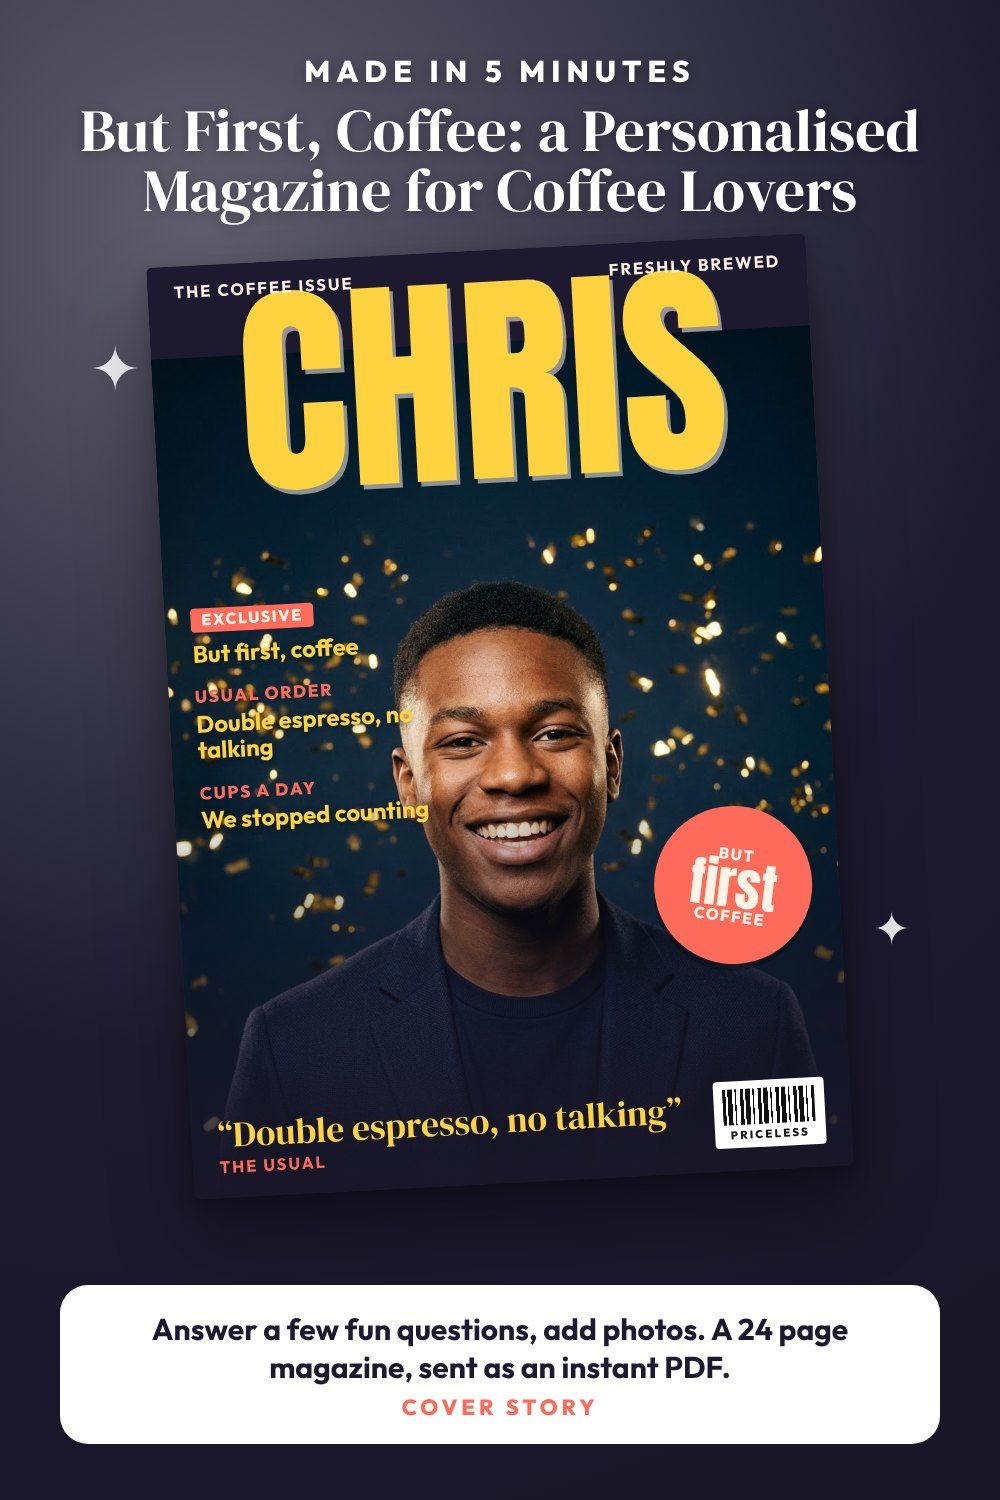 MADE IN 5 MINUTES
But First, Coffee: a Personalised
Magazine for Coffee Lovers
THE COFFEE ISSUE
FRESHLY BREWED
CHRIS
EXCLUSIVE
But first, coffee
USUAL ORDER
Double espresso, no
talking
CUPS A DAY
We stopped counting
BUT
first
COFFEE
“Double espresso, no talking”
THE USUAL
PRICELESS
Answer a few fun questions, add photos. A 24 page
magazine, sent as an instant PDF.
COVER STORY